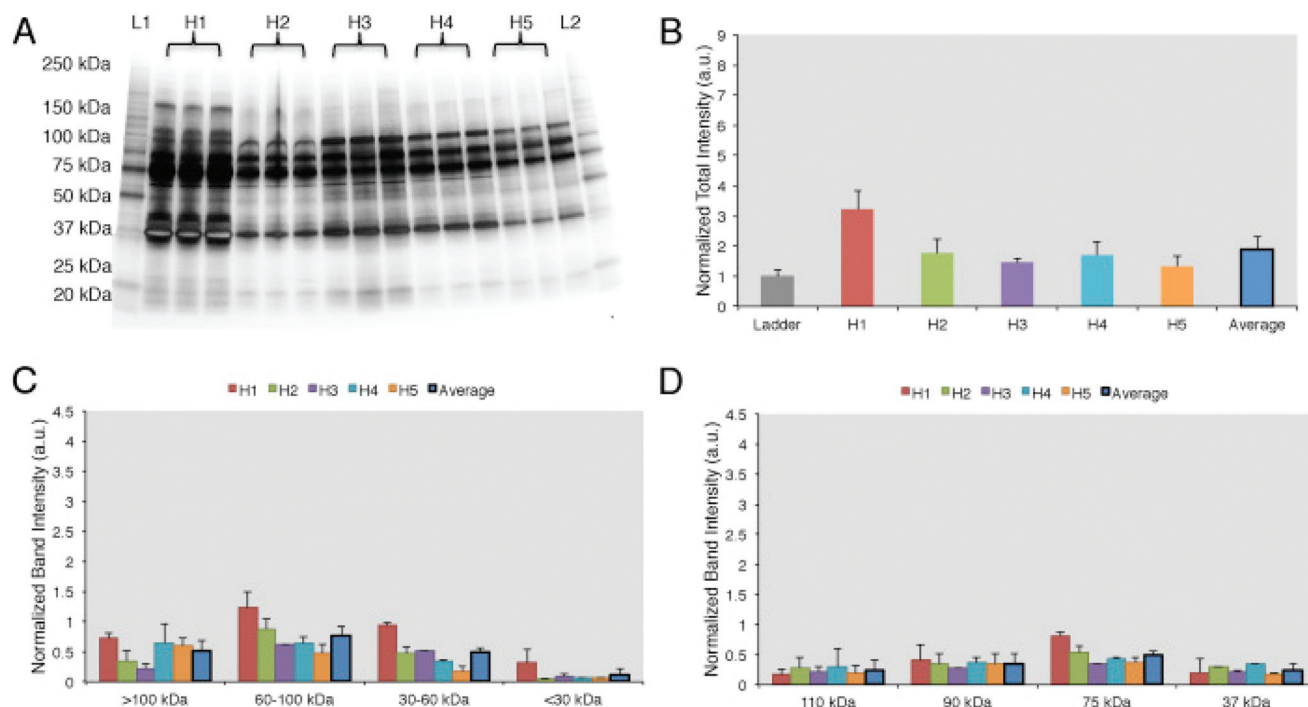 A
L1 H1 H2 H3 H4 H5 L2
250 kDa
150 kDa
100 kDa
75 kDa
50 kDa
37 kDa
25 kDa
20 kDa
B
Normalized Total Intensity (a.u.)
9
8
7
6
5
4
3
2
1
0
Ladder H1 H2 H3 H4 H5 Average
C
H1 H2 H3 H4 H5 Average
Normalized Band Intensity (a.u.)
4.5
4
3.5
3
2.5
2
1.5
1
0.5
0
>100 kDa 60-100 kDa 30-60 kDa <30 kDa
D
H1 H2 H3 H4 H5 Average
Normalized Band Intensity (a.u.)
4.5
4
3.5
3
2.5
2
1.5
1
0.5
0
110 kDa 90 kDa 75 kDa 37 kDa